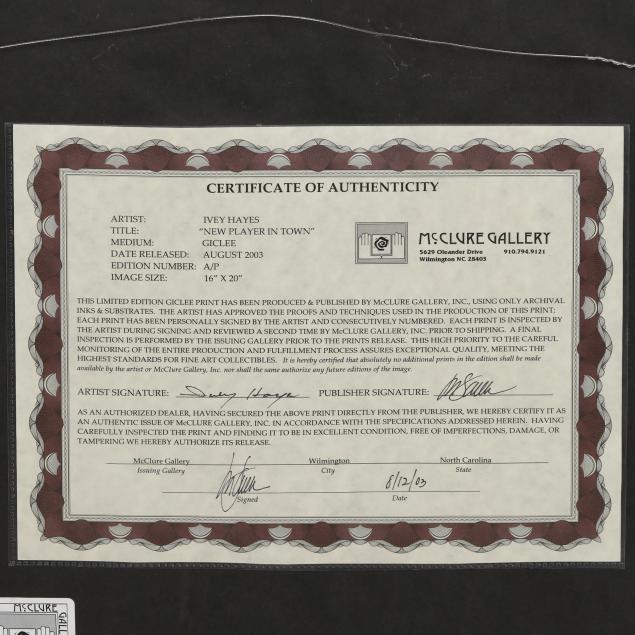 CERTIFICATE OF AUTHENTICITY
ARTIST: IVEY HAYES
TITLE: "NEW PLAYER IN TOWN"
MEDIUM: GICLEE
DATE RELEASED: AUGUST 2003
EDITION NUMBER: A/P
IMAGE SIZE: 16" X 20"
McCLURE GALLERY
5629 Oleander Drive 910.794.9121
Wilmington NC 28403
THIS LIMITED EDITION GICLEE PRINT HAS BEEN PRODUCED & PUBLISHED BY McCLURE GALLERY, INC., USING ONLY ARCHIVAL
INKS & SUBSTRATES. THE ARTIST HAS APPROVED THE PROOFS AND TECHNIQUES USED IN THE PRODUCTION OF THIS PRINT;
EACH PRINT HAS BEEN PERSONALLY SIGNED BY THE ARTIST AND CONSECUTIVELY NUMBERED. EACH PRINT IS INSPECTED BY
THE ARTIST DURING SIGNING AND REVIEWED A SECOND TIME BY McCLURE GALLERY, INC. PRIOR TO SHIPPING. A FINAL
INSPECTION IS PERFORMED BY THE ISSUING GALLERY PRIOR TO THE PRINTS RELEASE. THIS HIGH PRIORITY TO THE CAREFUL
MONITORING OF THE ENTIRE PRODUCTION AND FULFILLMENT PROCESS ASSURES EXCEPTIONAL QUALITY, MEETING THE
HIGHEST STANDARDS FOR FINE ART COLLECTIBLES. It is hereby certified that absolutely no additional prints in the edition shall be made
available by the artist or McClure Gallery, Inc. nor shall the same authorize any future editions of the image.
ARTIST SIGNATURE: Ivey Hayes PUBLISHER SIGNATURE:
AS AN AUTHORIZED DEALER, HAVING SECURED THE ABOVE PRINT DIRECTLY FROM THE PUBLISHER, WE HEREBY CERTIFY IT AS
AN AUTHENTIC ISSUE OF McCLURE GALLERY, INC. IN ACCORDANCE WITH THE SPECIFICATIONS ADDRESSED HEREIN. HAVING
CAREFULLY INSPECTED THE PRINT AND FINDING IT TO BE IN EXCELLENT CONDITION, FREE OF IMPERFECTIONS, DAMAGE, OR
TAMPERING WE HEREBY AUTHORIZE ITS RELEASE.
McClure Gallery Wilmington North Carolina
Issuing Gallery City State
8/12/03
Signed Date
McCLURE
GALL